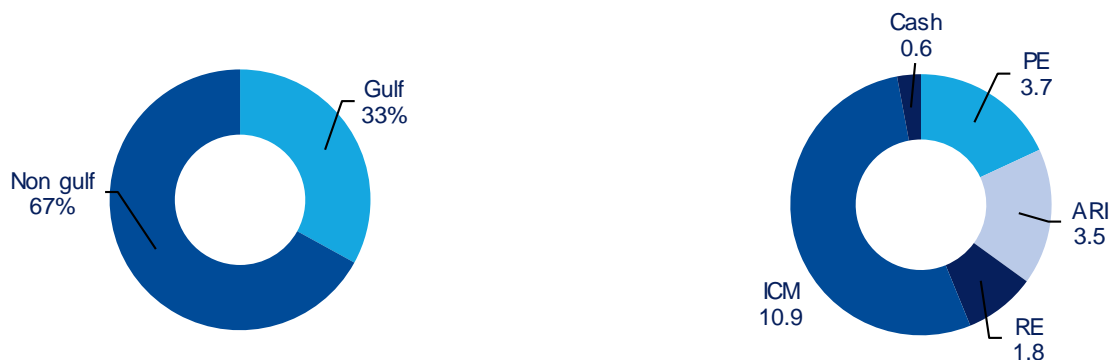 Gulf
33%
Non gulf
67%
Cash
0.6
PE
3.7
ARI
3.5
RE
1.8
ICM
10.9